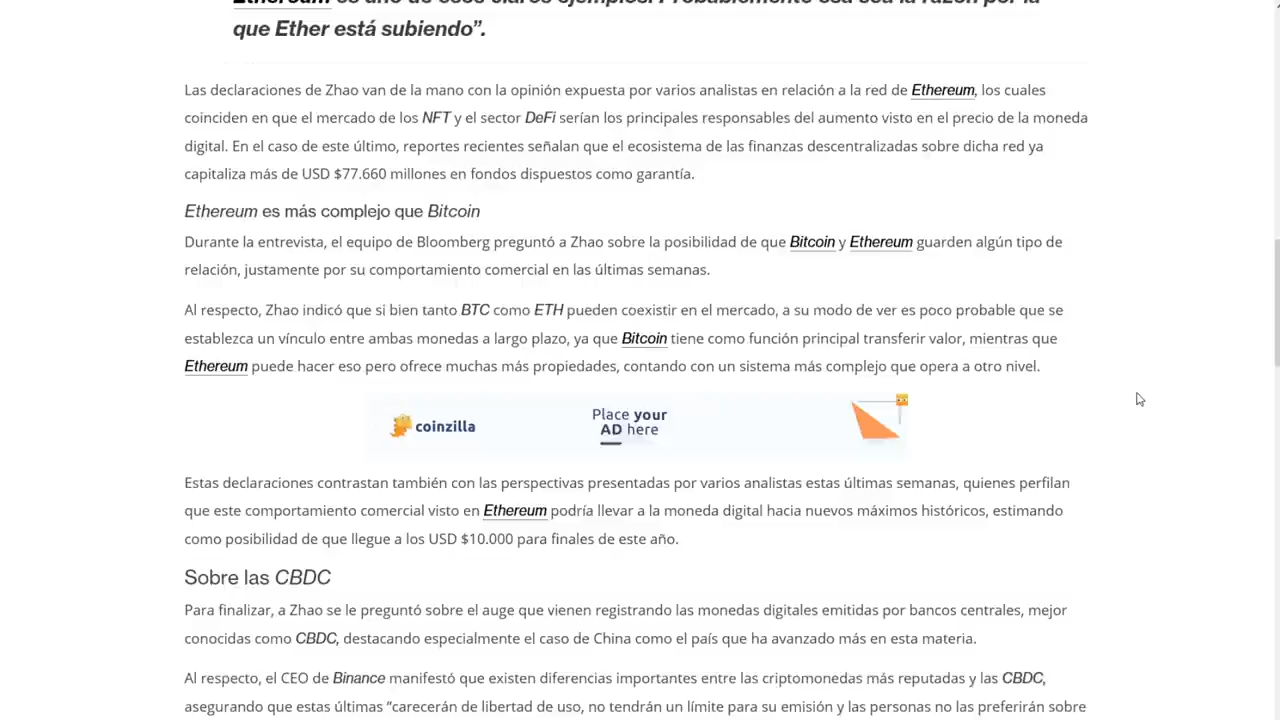 Ethereum es uno de esos claros ejemplos. Probablemente esa sea la razón por la
que Ether está subiendo”.
Las declaraciones de Zhao van de la mano con la opinión expuesta por varios analistas en relación a la red de Ethereum, los cuales
coinciden en que el mercado de los NFT y el sector DeFi serían los principales responsables del aumento visto en el precio de la moneda
digital. En el caso de este último, reportes recientes señalan que el ecosistema de las finanzas descentralizadas sobre dicha red ya
capitaliza más de USD $77.660 millones en fondos dispuestos como garantía.
Ethereum es más complejo que Bitcoin
Durante la entrevista, el equipo de Bloomberg preguntó a Zhao sobre la posibilidad de que Bitcoin y Ethereum guarden algún tipo de
relación, justamente por su comportamiento comercial en las últimas semanas.
Al respecto, Zhao indicó que si bien tanto BTC como ETH pueden coexistir en el mercado, a su modo de ver es poco probable que se
establezca un vínculo entre ambas monedas a largo plazo, ya que Bitcoin tiene como función principal transferir valor, mientras que
Ethereum puede hacer eso pero ofrece muchas más propiedades, contando con un sistema más complejo que opera a otro nivel.
coinzilla
Place your
AD here
Estas declaraciones contrastan también con las perspectivas presentadas por varios analistas estas últimas semanas, quienes perfilan
que este comportamiento comercial visto en Ethereum podría llevar a la moneda digital hacia nuevos máximos históricos, estimando
como posibilidad de que llegue a los USD $10.000 para finales de este año.
Sobre las CBDC
Para finalizar, a Zhao se le preguntó sobre el auge que vienen registrando las monedas digitales emitidas por bancos centrales, mejor
conocidas como CBDC, destacando especialmente el caso de China como el país que ha avanzado más en esta materia.
Al respecto, el CEO de Binance manifestó que existen diferencias importantes entre las criptomonedas más reputadas y las CBDC,
asegurando que estas últimas “carecerán de libertad de uso, no tendrán un límite para su emisión y las personas no las preferirán sobre